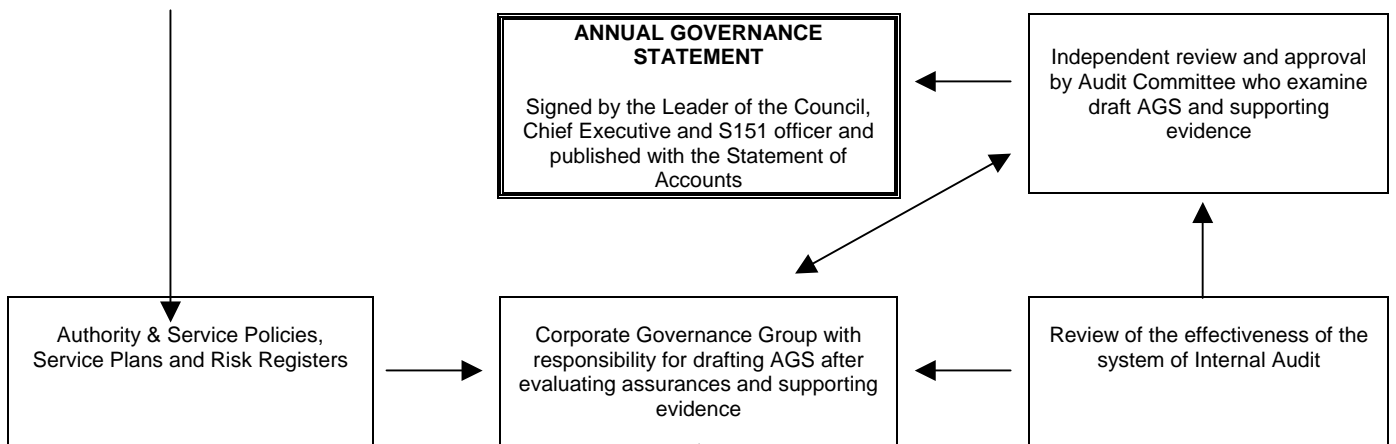 ANNUAL GOVERNANCE
STATEMENT
Signed by the Leader of the Council,
Chief Executive and S151 officer and
published with the Statement of
Accounts
Independent review and approval
by Audit Committee who examine
draft AGS and supporting
evidence
Authority & Service Policies,
Service Plans and Risk Registers
Corporate Governance Group with
responsibility for drafting AGS after
evaluating assurances and supporting
evidence
Review of the effectiveness of the
system of Internal Audit